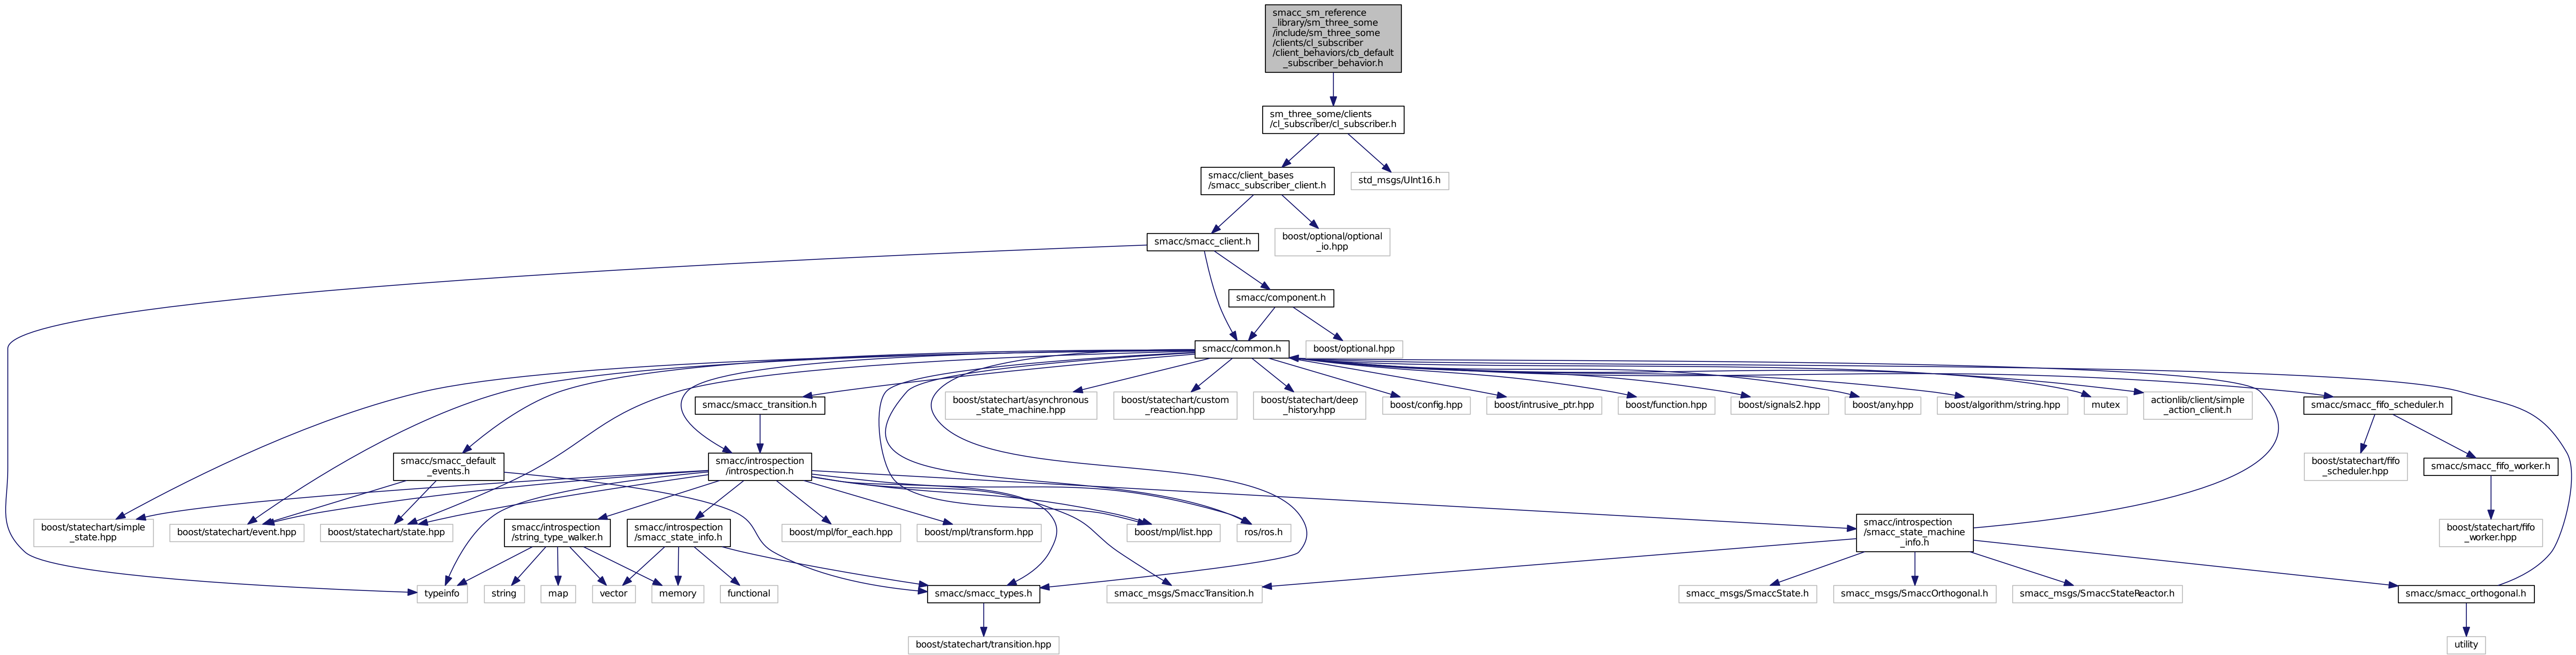 smacc_sm_reference
_library/sm_three_some
/include/sm_three_some
/clients/cl_subscriber
/client_behaviors/cb_default
_subscriber_behavior.h
sm_three_some/clients
/cl_subscriber/cl_subscriber.h
smacc/client_bases
/smacc_subscriber_client.h
std_msgs/UInt16.h
smacc/smacc_client.h
boost/optional/optional
_io.hpp
smacc/component.h
smacc/common.h
boost/optional.hpp
smacc/smacc_transition.h
boost/statechart/asynchronous
_state_machine.hpp
boost/statechart/custom
_reaction.hpp
boost/statechart/deep
_history.hpp
boost/config.hpp
boost/intrusive_ptr.hpp
boost/function.hpp
boost/signals2.hpp
boost/any.hpp
boost/algorithm/string.hpp
mutex
actionlib/client/simple
_action_client.h
smacc/smacc_fifo_scheduler.h
smacc/smacc_default
_events.h
smacc/introspection
/introspection.h
boost/statechart/fifo
_scheduler.hpp
smacc/smacc_fifo_worker.h
boost/statechart/simple
_state.hpp
boost/statechart/event.hpp
boost/statechart/state.hpp
smacc/introspection
/string_type_walker.h
smacc/introspection
/smacc_state_info.h
boost/mpl/for_each.hpp
boost/mpl/transform.hpp
boost/mpl/list.hpp
ros/ros.h
smacc/introspection
/smacc_state_machine
_info.h
boost/statechart/fifo
_worker.hpp
typeinfo
string
map
vector
memory
functional
smacc/smacc_types.h
smacc_msgs/SmaccTransition.h
smacc_msgs/SmaccState.h
smacc_msgs/SmaccOrthogonal.h
smacc_msgs/SmaccStateReactor.h
smacc/smacc_orthogonal.h
boost/statechart/transition.hpp
utility